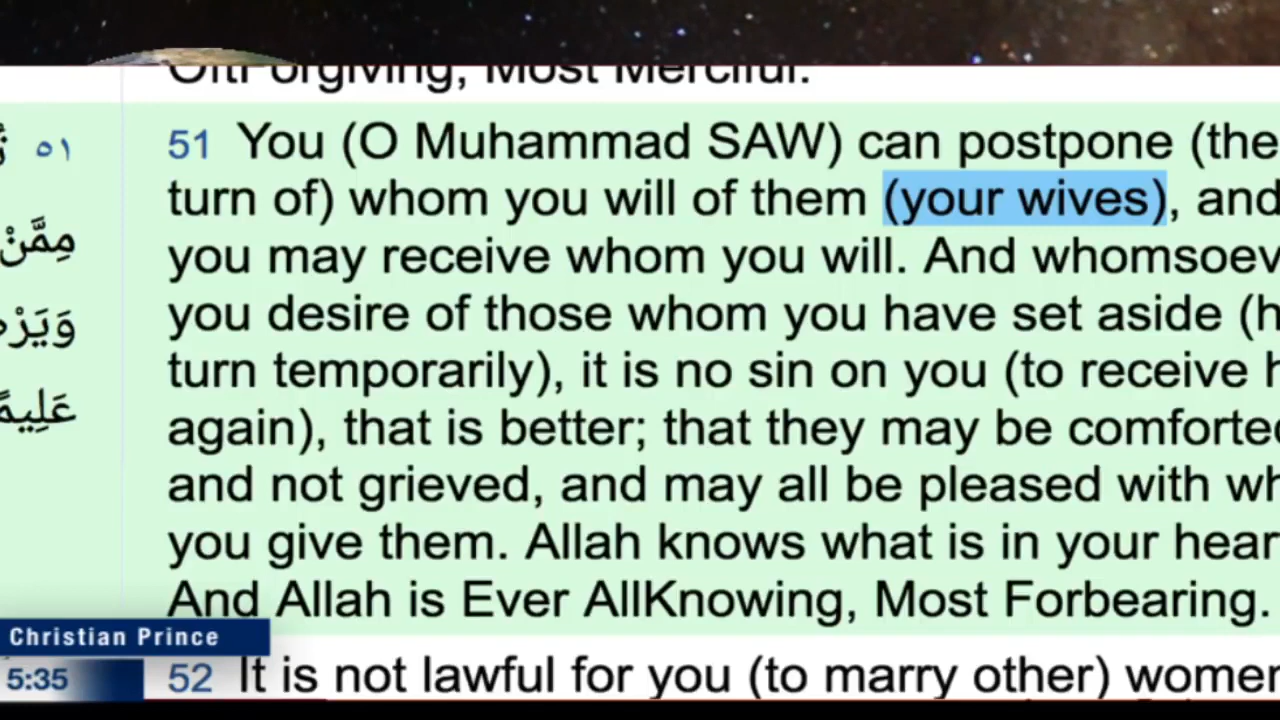 OftForgiving, Most Merciful.
51 You (O Muhammad SAW) can postpone (the
turn of) whom you will of them (your wives), and
you may receive whom you will. And whomsoev
you desire of those whom you have set aside (h
turn temporarily), it is no sin on you (to receive h
again), that is better; that they may be comforted
and not grieved, and may all be pleased with wh
you give them. Allah knows what is in your hear
And Allah is Ever AllKnowing, Most Forbearing.
52 It is not lawful for you (to marry other) women
٥١
مِمَّنْ
عَلِيمً
Christian Prince
5:35